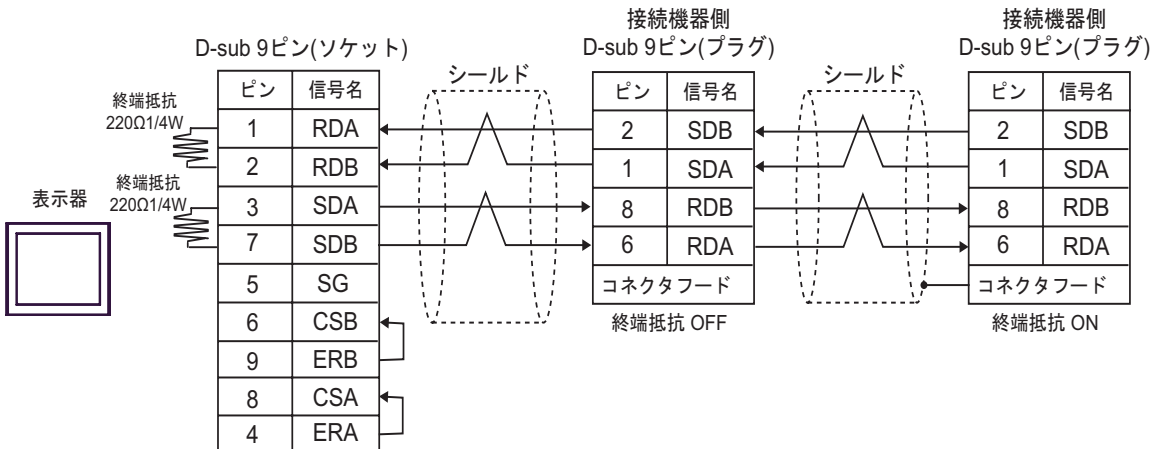 接続機器側
D-sub 9ピン(プラグ)
接続機器側
D-sub 9ピン(プラグ)
D-sub 9ピン(ソケット)
シールド
シールド
表示器
終端抵抗
220Ω1/4W
終端抵抗
220Ω1/4W
ピン 信号名
1 RDA
2 RDB
3 SDA
7 SDB
5 SG
6 CSB
9 ERB
8 CSA
4 ERA
ピン 信号名
2 SDB
1 SDA
8 RDB
6 RDA
コネクタフード
終端抵抗 OFF
ピン 信号名
2 SDB
1 SDA
8 RDB
6 RDA
コネクタフード
終端抵抗 ON